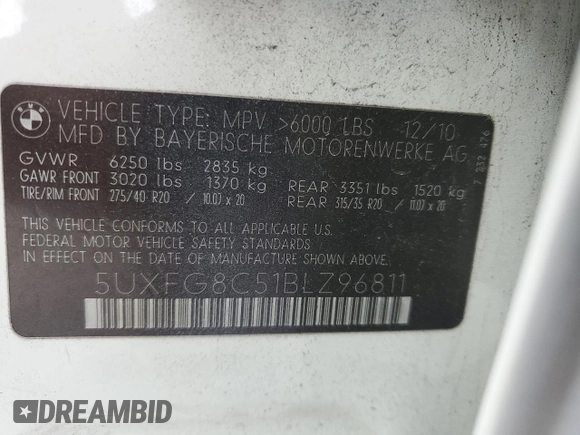 BMW
VEHICLE TYPE: MPV >6000 LBS 12/10
MFD BY BAYERISCHE MOTORENWERKE AG
GVWR 6250 lbs 2835 kg
GAWR FRONT 3020 lbs 1370 kg REAR 3351 lbs 1520 kg
TIRE/RIM FRONT 275/40 R20 / 10.0J x 20 REAR 315/35 R20 / 11.0J x 20
THIS VEHICLE CONFORMS TO ALL APPLICABLE U.S.
FEDERAL MOTOR VEHICLE SAFETY STANDARDS IN
EFFECT ON THE DATE OF MANUFACTURE SHOWN ABOVE.
5UXFG8C51BLZ96811
DREAMBID